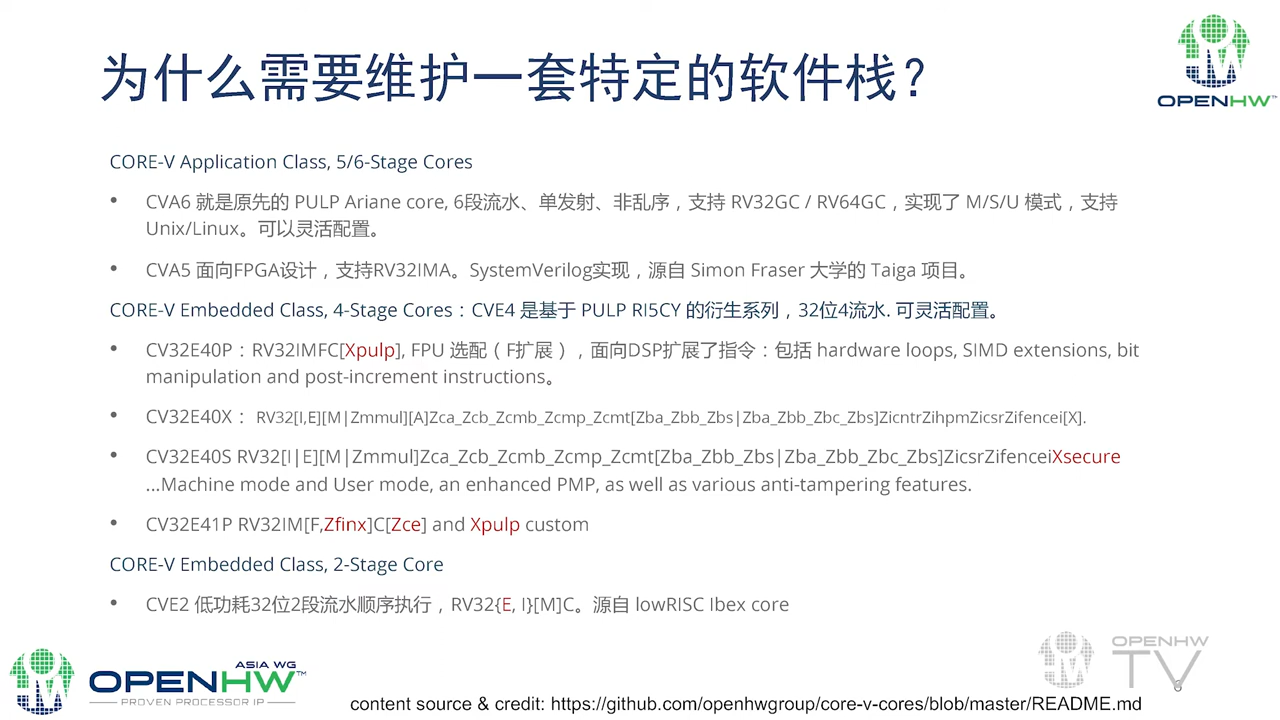 为什么需要维护一套特定的软件栈？
OPENHW™
CORE-V Application Class, 5/6-Stage Cores
• CVA6 就是原先的 PULP Ariane core, 6段流水、单发射、非乱序，支持 RV32GC / RV64GC，实现了 M/S/U 模式，支持
Unix/Linux。可以灵活配置。
• CVA5 面向FPGA设计，支持RV32IMA。SystemVerilog实现，源自 Simon Fraser 大学的 Taiga 项目。
CORE-V Embedded Class, 4-Stage Cores：CVE4 是基于 PULP RI5CY 的衍生系列，32位4流水. 可灵活配置。
• CV32E40P：RV32IMFC[Xpulp], FPU 选配（F扩展），面向DSP扩展了指令：包括 hardware loops, SIMD extensions, bit
manipulation and post-increment instructions。
• CV32E40X： RV32[I,E][M|Zmmul][A]Zca_Zcb_Zcmb_Zcmp_Zcmt[Zba_Zbb_Zbs|Zba_Zbb_Zbc_Zbs]ZicntrZihpmZicsrZifencei[X].
• CV32E40S RV32[I|E][M|Zmmul]Zca_Zcb_Zcmb_Zcmp_Zcmt[Zba_Zbb_Zbs|Zba_Zbb_Zbc_Zbs]ZicsrZifenceiXsecure
...Machine mode and User mode, an enhanced PMP, as well as various anti-tampering features.
• CV32E41P RV32IM[F,Zfinx]C[Zce] and Xpulp custom
CORE-V Embedded Class, 2-Stage Core
• CVE2 低功耗32位2段流水顺序执行，RV32{E, I}[M]C。源自 lowRISC Ibex core
ASIA WG
OPENHW™
PROVEN PROCESSOR IP
content source & credit: https://github.com/openhwgroup/core-v-cores/blob/master/README.md
OPENHW
TV